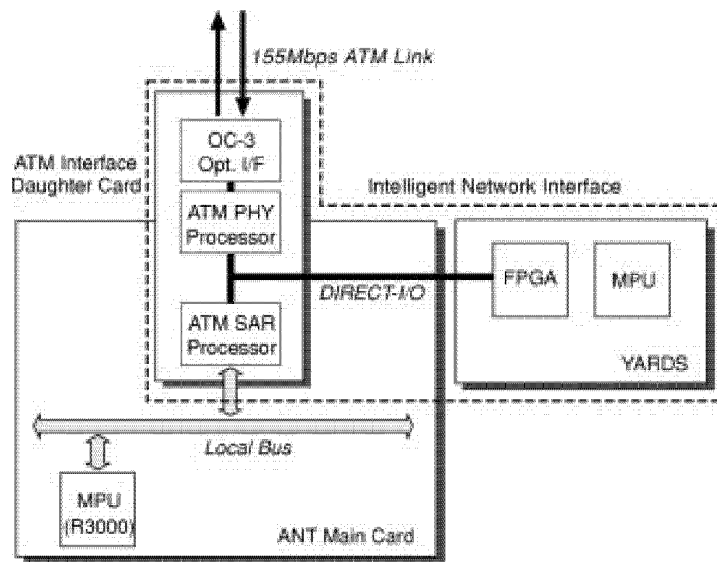 155Mbps ATM Link
OC-3
Opt. I/F
ATM Interface
Daughter Card
Intelligent Network Interface
ATM PHY
Processor
DIRECT-I/O
FPGA
MPU
ATM SAR
Processor
YARDS
Local Bus
MPU
(R3000)
ANT Main Card